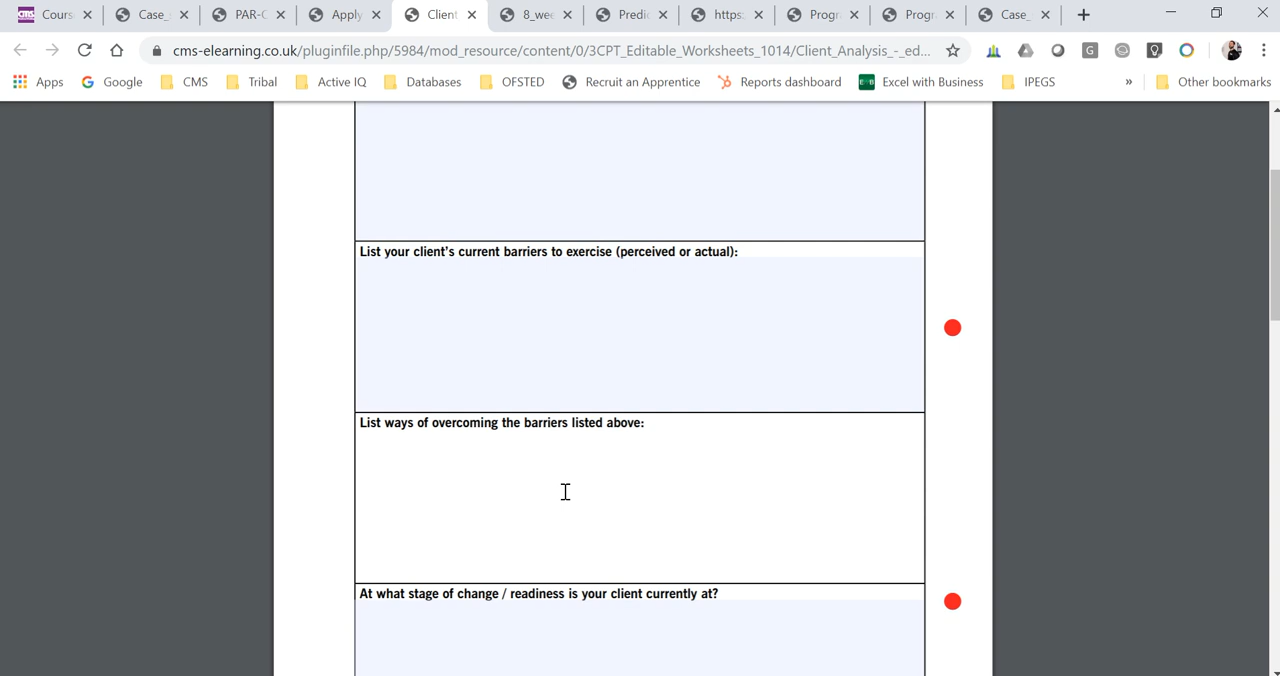 Cours
Case_
PAR-C
Apply
Client
8_wee
Predic
https:
Progr
Progr
Case_
cms-elearning.co.uk/pluginfile.php/5984/mod_resource/content/0/3CPT_Editable_Worksheets_1014/Client_Analysis_-_ed...
Apps
Google
CMS
Tribal
Active IQ
Databases
OFSTED
Recruit an Apprentice
Reports dashboard
Excel with Business
IPEGS
»
Other bookmarks
List your client's current barriers to exercise (perceived or actual):
List ways of overcoming the barriers listed above:
At what stage of change / readiness is your client currently at?